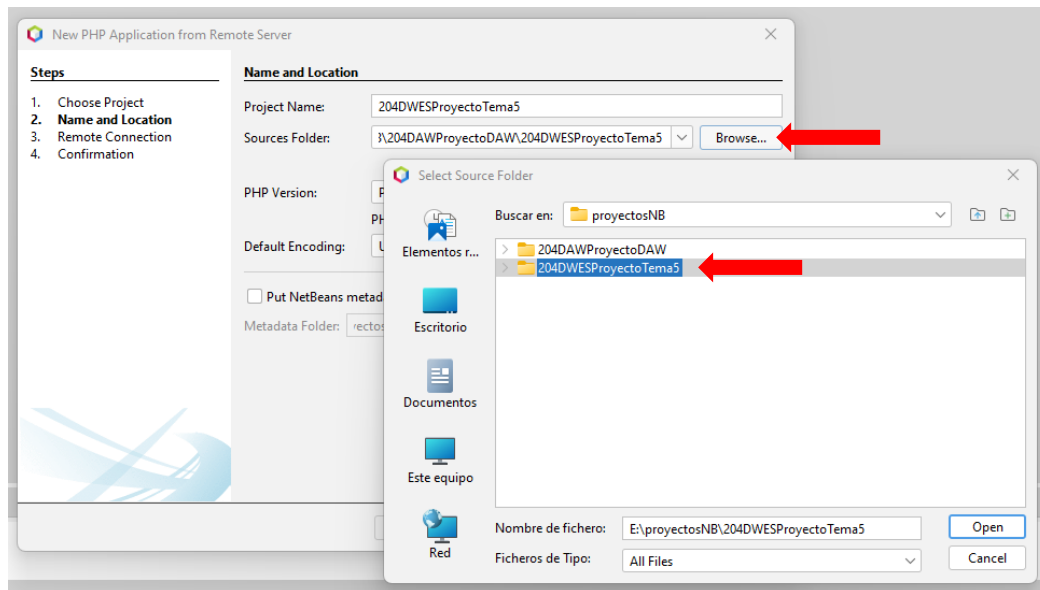 New PHP Application from Remote Server
Steps
1. Choose Project
2. Name and Location
3. Remote Connection
4. Confirmation
Name and Location
Project Name: 204DWESProyectoTema5
Sources Folder: \204DAWProyectoDAW\204DWESProyectoTema5 Browse...
PHP Version: P
PH
Default Encoding: U
Put NetBeans metad
Metadata Folder: ectos
Select Source Folder
Buscar en: proyectosNB
Elementos r...
Escritorio
Documentos
Este equipo
Red
204DAWProyectoDAW
204DWESProyectoTema5
Nombre de fichero: E:\proyectosNB\204DWESProyectoTema5 Open
Ficheros de Tipo: All Files Cancel